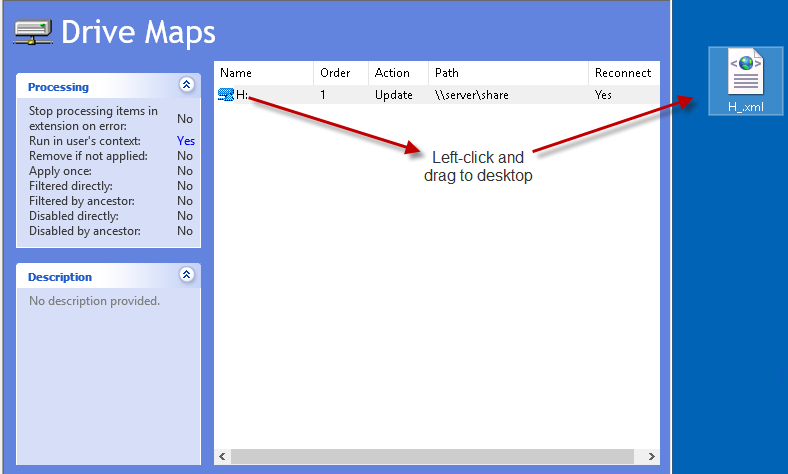 Drive Maps
Processing
Stop processing items in
extension on error: No
Run in user's context: Yes
Remove if not applied: No
Apply once: No
Filtered directly: No
Filtered by ancestor: No
Disabled directly: No
Disabled by ancestor: No
Description
No description provided.
Name Order Action Path Reconnect
H: 1 Update \\server\share Yes
Left-click and
drag to desktop
H_.xml